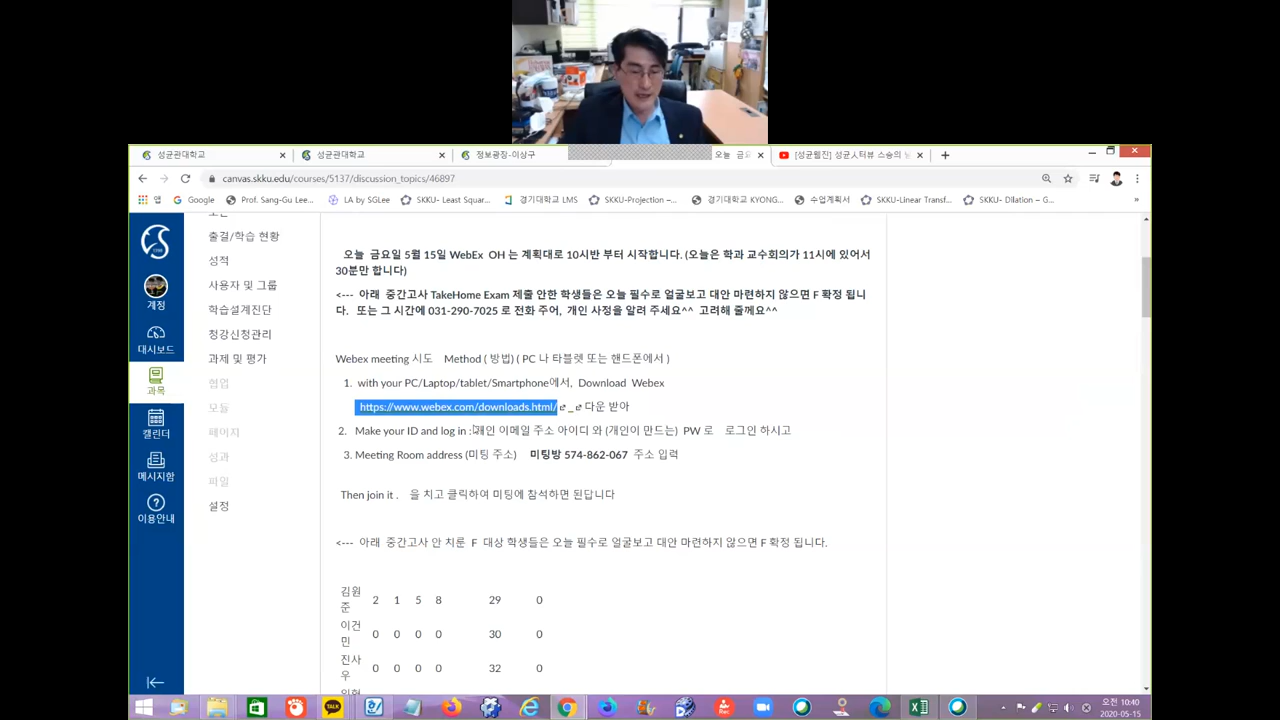 성균관대학교
성균관대학교
정보광장-이상구
오늘 금요
[성균웹진] 성균人터뷰 스승의 날
canvas.skku.edu/courses/5137/discussion_topics/46897
앱
Google
Prof. Sang-Gu Lee...
LA by SGLee
SKKU- Least Squar...
경기대학교 LMS
SKKU-Projection –...
경기대학교 KYONG...
수업계획서
SKKU-Linear Transf...
SKKU- Dilation – G...
»
계정
대시보드
과목
캘린더
메시지함
이용안내
출결/학습 현황
성적
사용자 및 그룹
학습설계진단
청강신청관리
과제 및 평가
협업
모듈
페이지
성과
파일
설정
오늘 금요일 5월 15일 WebEx OH 는 계획대로 10시반 부터 시작합니다. (오늘은 학과 교수회의가 11시에 있어서
30분만 합니다)
<--- 아래 중간고사 TakeHome Exam 제출 안한 학생들은 오늘 필수로 얼굴보고 대안 마련하지 않으면 F 확정 됩니
다. 또는 그 시간에 031-290-7025 로 전화 주어, 개인 사정을 알려 주세요^^ 고려해 줄께요^^
Webex meeting 시도 Method ( 방법) ( PC 나 타블렛 또는 핸드폰에서 )
1. with your PC/Laptop/tablet/Smartphone에서, Download Webex
https://www.webex.com/downloads.html/ _ 다운 받아
2. Make your ID and log in : 개인 이메일 주소 아이디 와 (개인이 만드는) PW 로 로그인 하시고
3. Meeting Room address (미팅 주소) 미팅방 574-862-067 주소 입력
Then join it . 을 치고 클릭하여 미팅에 참석하면 된답니다
<--- 아래 중간고사 안 치룬 F 대상 학생들은 오늘 필수로 얼굴보고 대안 마련하지 않으면 F 확정 됩니다.
김원
준 2 1 5 8 29 0
이건
민 0 0 0 0 30 0
진사
우 0 0 0 0 32 0
TALK
오전 10:40
2020-05-15